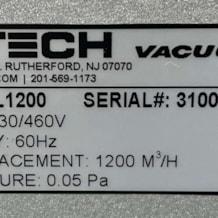 TECH VACU
RUTHERFORD, NJ 07070
COM | 201-569-1173
L1200 SERIAL#: 3100
30/460V
Y: 60Hz
LACEMENT: 1200 M³/H
URE: 0.05 Pa